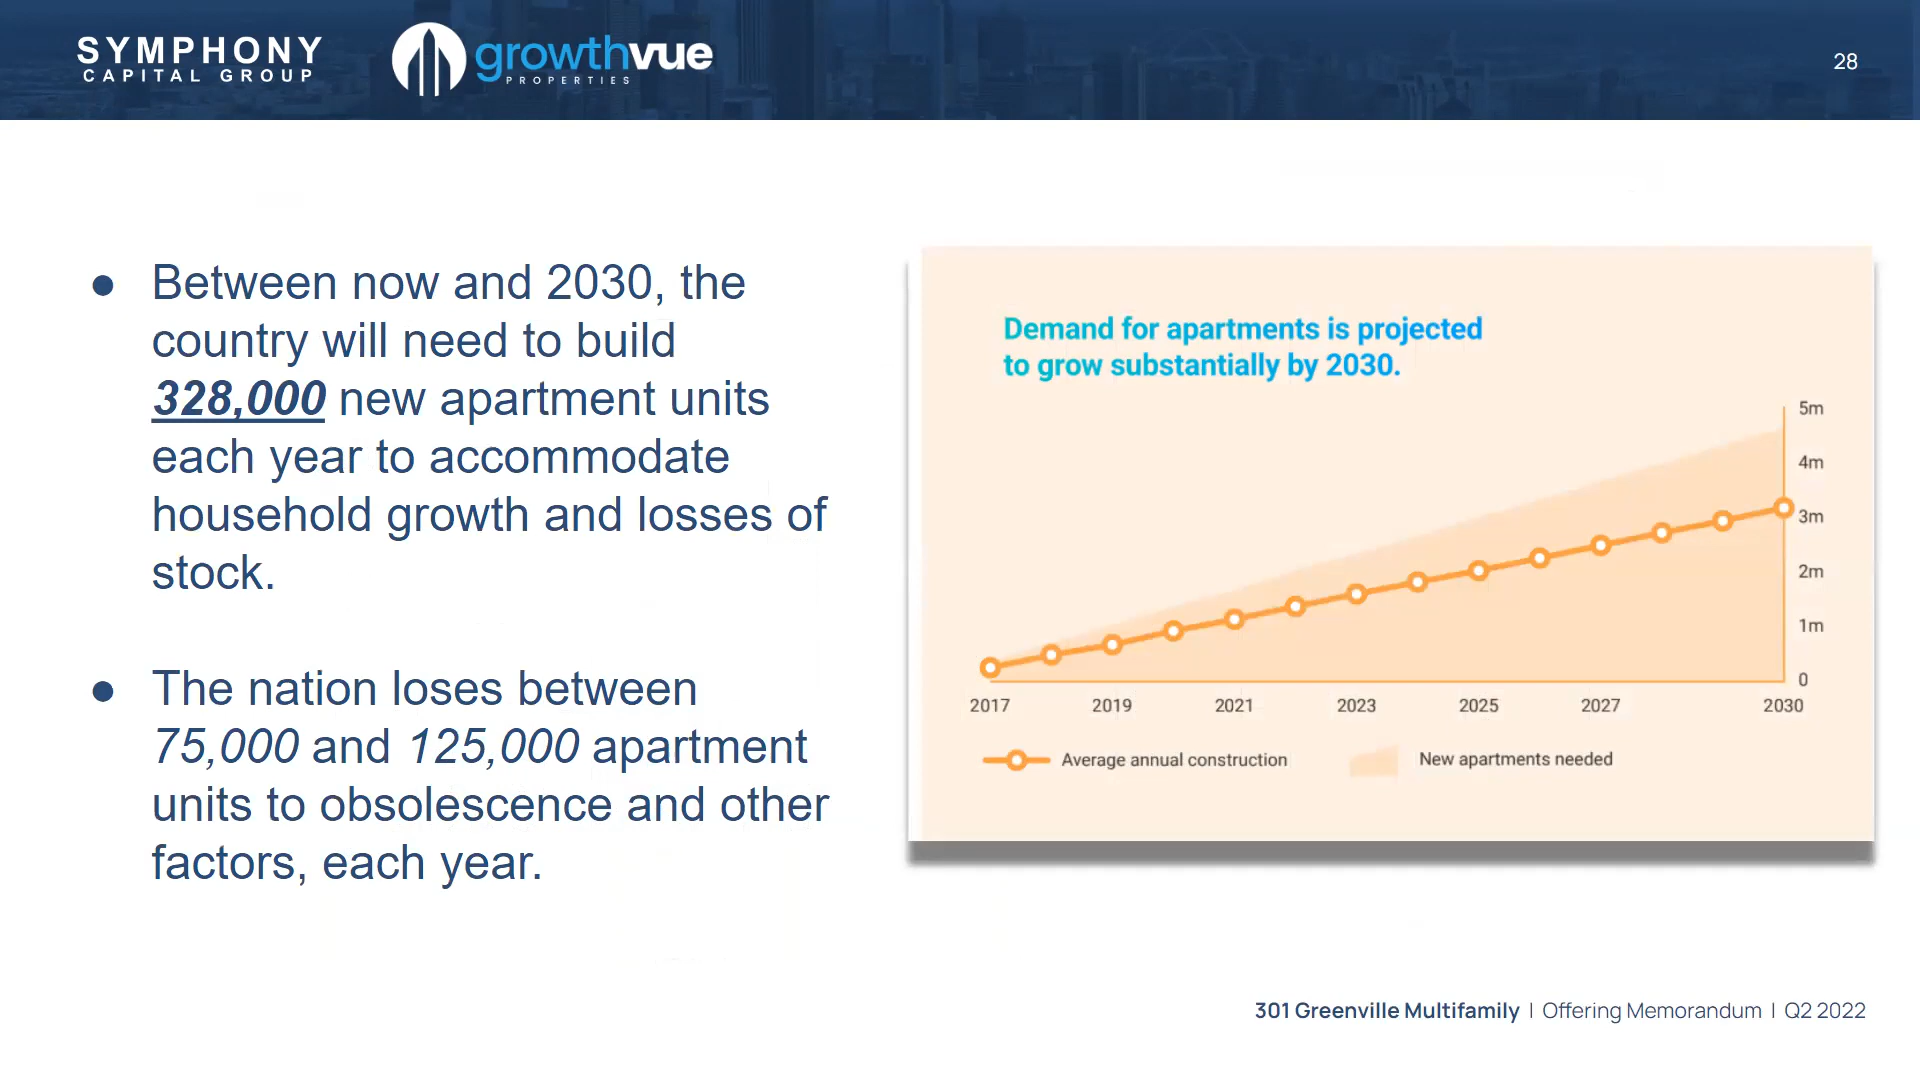 SYMPHONY
CAPITAL GROUP
growthvue
PROPERTIES
28
● Between now and 2030, the
country will need to build
328,000 new apartment units
each year to accommodate
household growth and losses of
stock.
● The nation loses between
75,000 and 125,000 apartment
units to obsolescence and other
factors, each year.
Demand for apartments is projected
to grow substantially by 2030.
5m
4m
3m
2m
1m
0
2017 2019 2021 2023 2025 2027 2030
Average annual construction New apartments needed
301 Greenville Multifamily | Offering Memorandum | Q2 2022